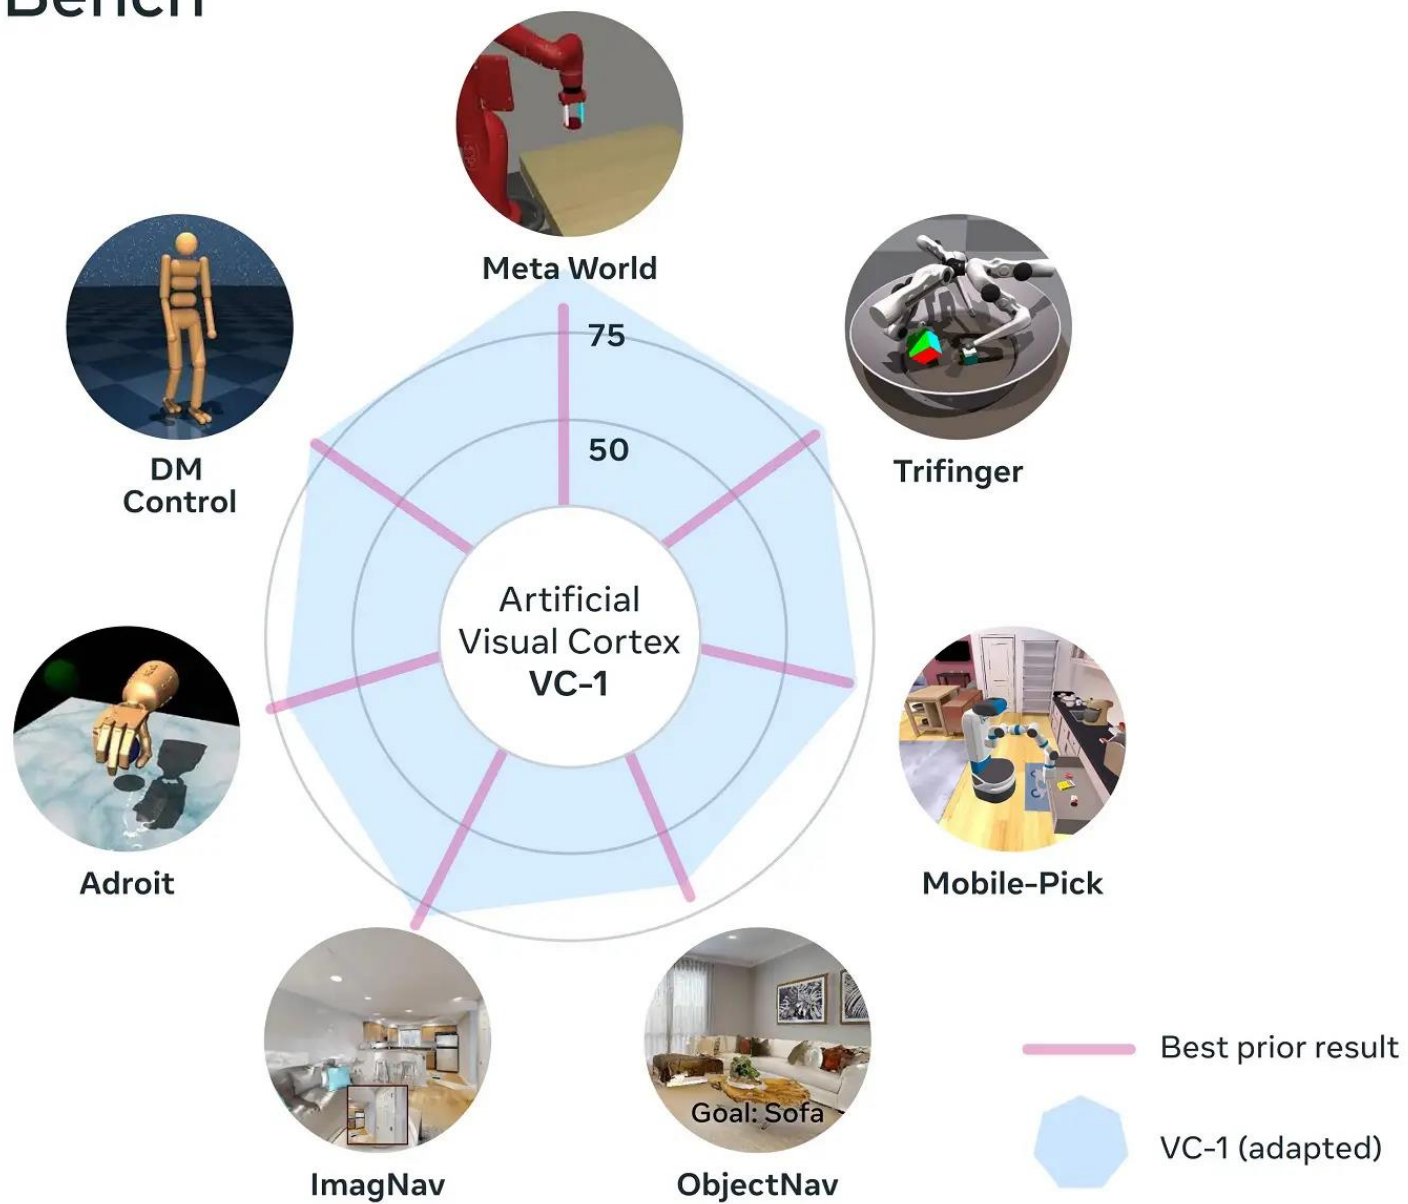 Bench
Meta World
75
50
DM
Control
Trifinger
Artificial
Visual Cortex
VC-1
Adroit
Mobile-Pick
Goal: Sofa
ImagNav
ObjectNav
Best prior result
VC-1 (adapted)